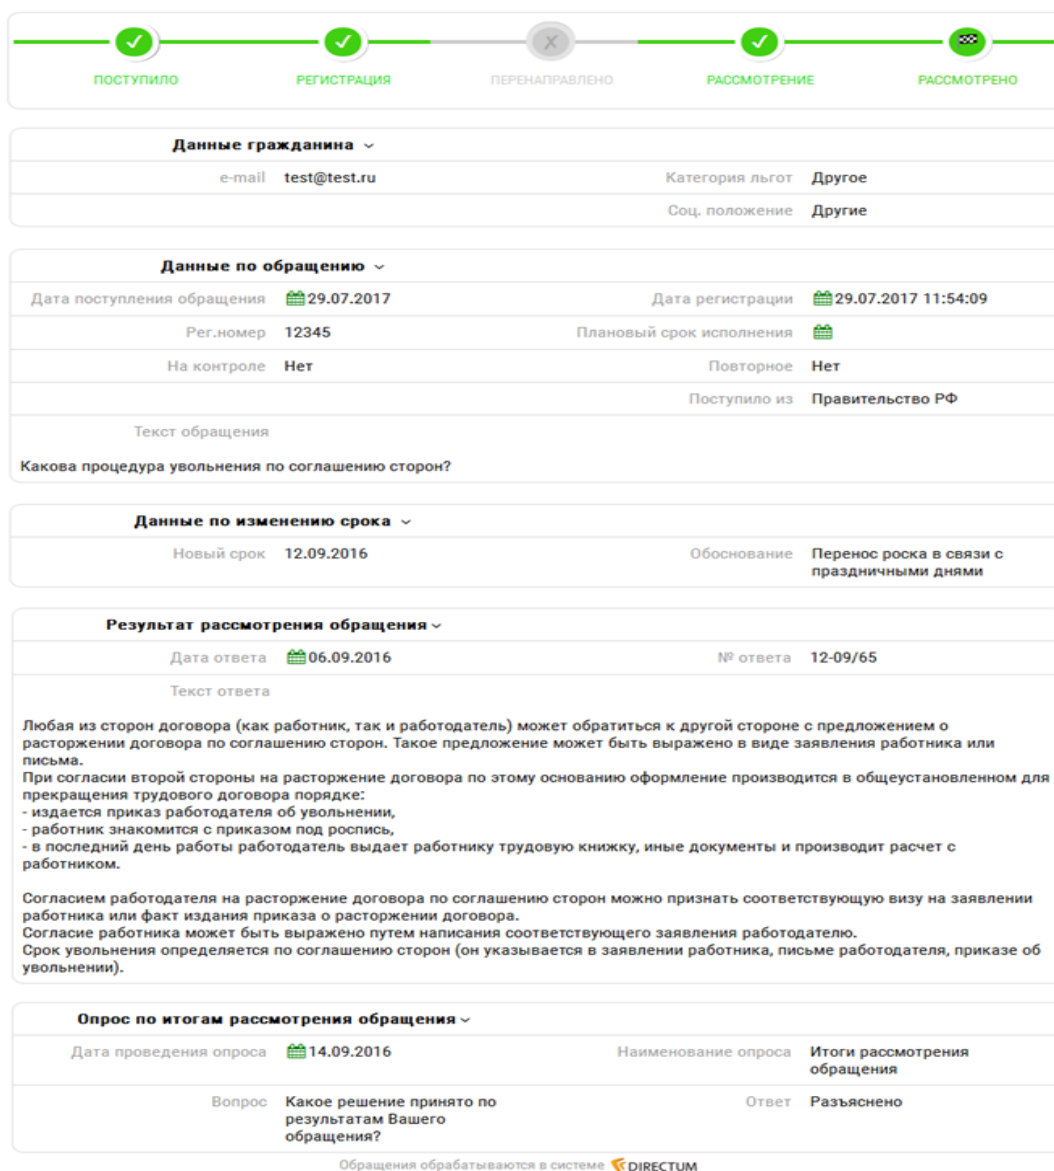 ПОСТУПИЛО РЕГИСТРАЦИЯ ПЕРЕНАПРАВЛЕНО РАССМОТРЕНИЕ РАССМОТРЕНО
Данные гражданина
e-mail test@test.ru Категория льгот Другое
Соц. положение Другие
Данные по обращению
Дата поступления обращения 29.07.2017 Дата регистрации 29.07.2017 11:54:09
Рег.номер 12345 Плановый срок исполнения
На контроле Нет Повторное Нет
Поступило из Правительство РФ
Текст обращения
Какова процедура увольнения по соглашению сторон?
Данные по изменению срока
Новый срок 12.09.2016 Обоснование Перенос роска в связи с
праздничными днями
Результат рассмотрения обращения
Дата ответа 06.09.2016 № ответа 12-09/65
Текст ответа
Любая из сторон договора (как работник, так и работодатель) может обратиться к другой стороне с предложением о
расторжении договора по соглашению сторон. Такое предложение может быть выражено в виде заявления работника или
письма.
При согласии второй стороны на расторжение договора по этому основанию оформление производится в общеустановленном для
прекращения трудового договора порядке:
- издается приказ работодателя об увольнении,
- работник знакомится с приказом под роспись,
- в последний день работы работодатель выдает работнику трудовую книжку, иные документы и производит расчет с
работником.
Согласием работодателя на расторжение договора по соглашению сторон можно признать соответствующую визу на заявлении
работника или факт издания приказа о расторжении договора.
Согласие работника может быть выражено путем написания соответствующего заявления работодателю.
Срок увольнения определяется по соглашению сторон (он указывается в заявлении работника, письме работодателя, приказе об
увольнении).
Опрос по итогам рассмотрения обращения
Дата проведения опроса 14.09.2016 Наименование опроса Итоги рассмотрения
обращения
Вопрос Какое решение принято по Ответ Разъяснено
результатам Вашего
обращения?
Обращения обрабатываются в системе DIRECTUM